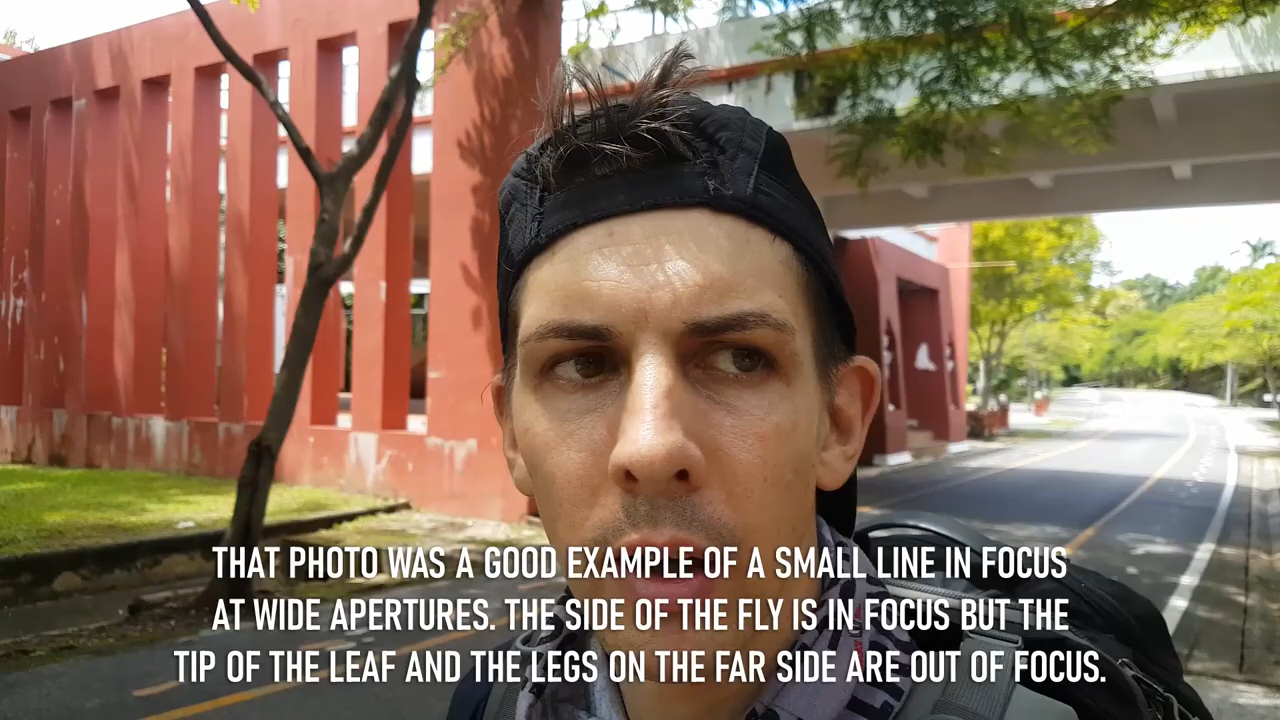 THAT PHOTO WAS A GOOD EXAMPLE OF A SMALL LINE IN FOCUS
AT WIDE APERTURES. THE SIDE OF THE FLY IS IN FOCUS BUT THE
TIP OF THE LEAF AND THE LEGS ON THE FAR SIDE ARE OUT OF FOCUS.